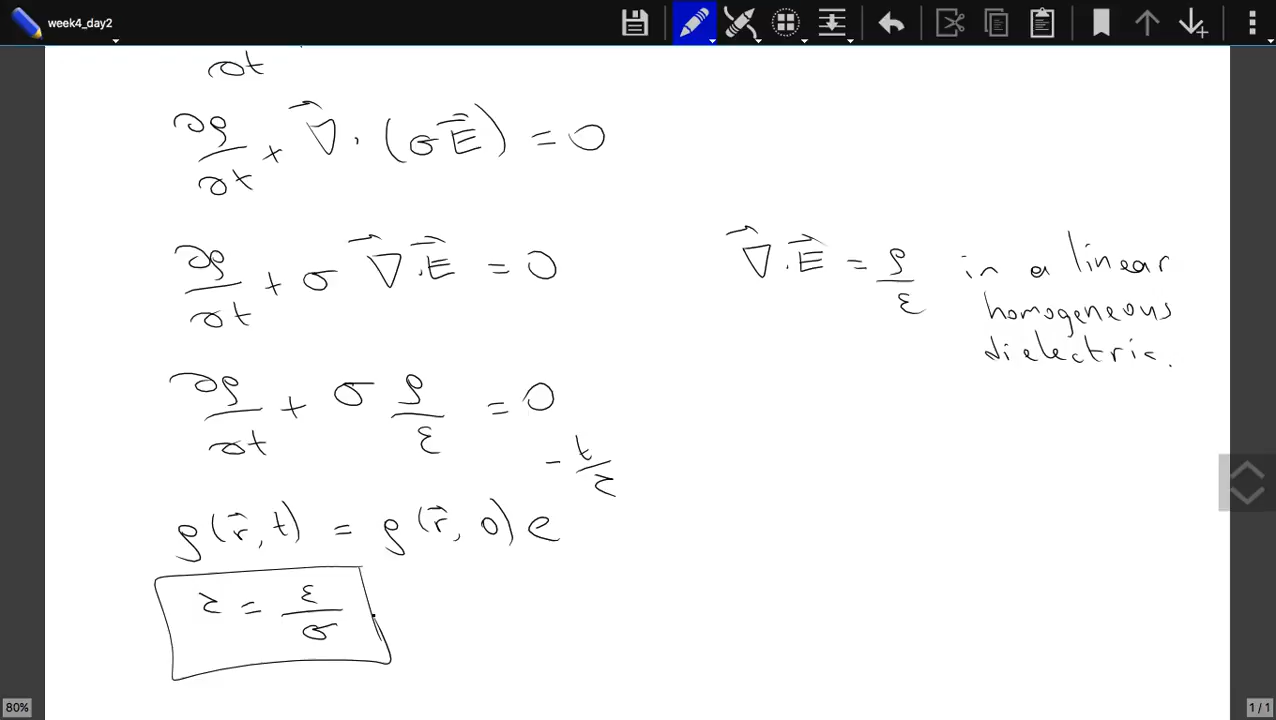 week4_day2
∂t
∂ρ/∂t + ∇⃗ · (σE⃗) = 0
∂ρ/∂t + σ ∇⃗.E⃗ = 0
∇⃗.E⃗ = ρ/ε in a linear
homogeneous
dielectric.
∂ρ/∂t + σ ρ/ε = 0
ρ(r⃗, t) = ρ(r⃗, 0) e^(-t/τ)
τ = ε/σ
80%
1 / 1